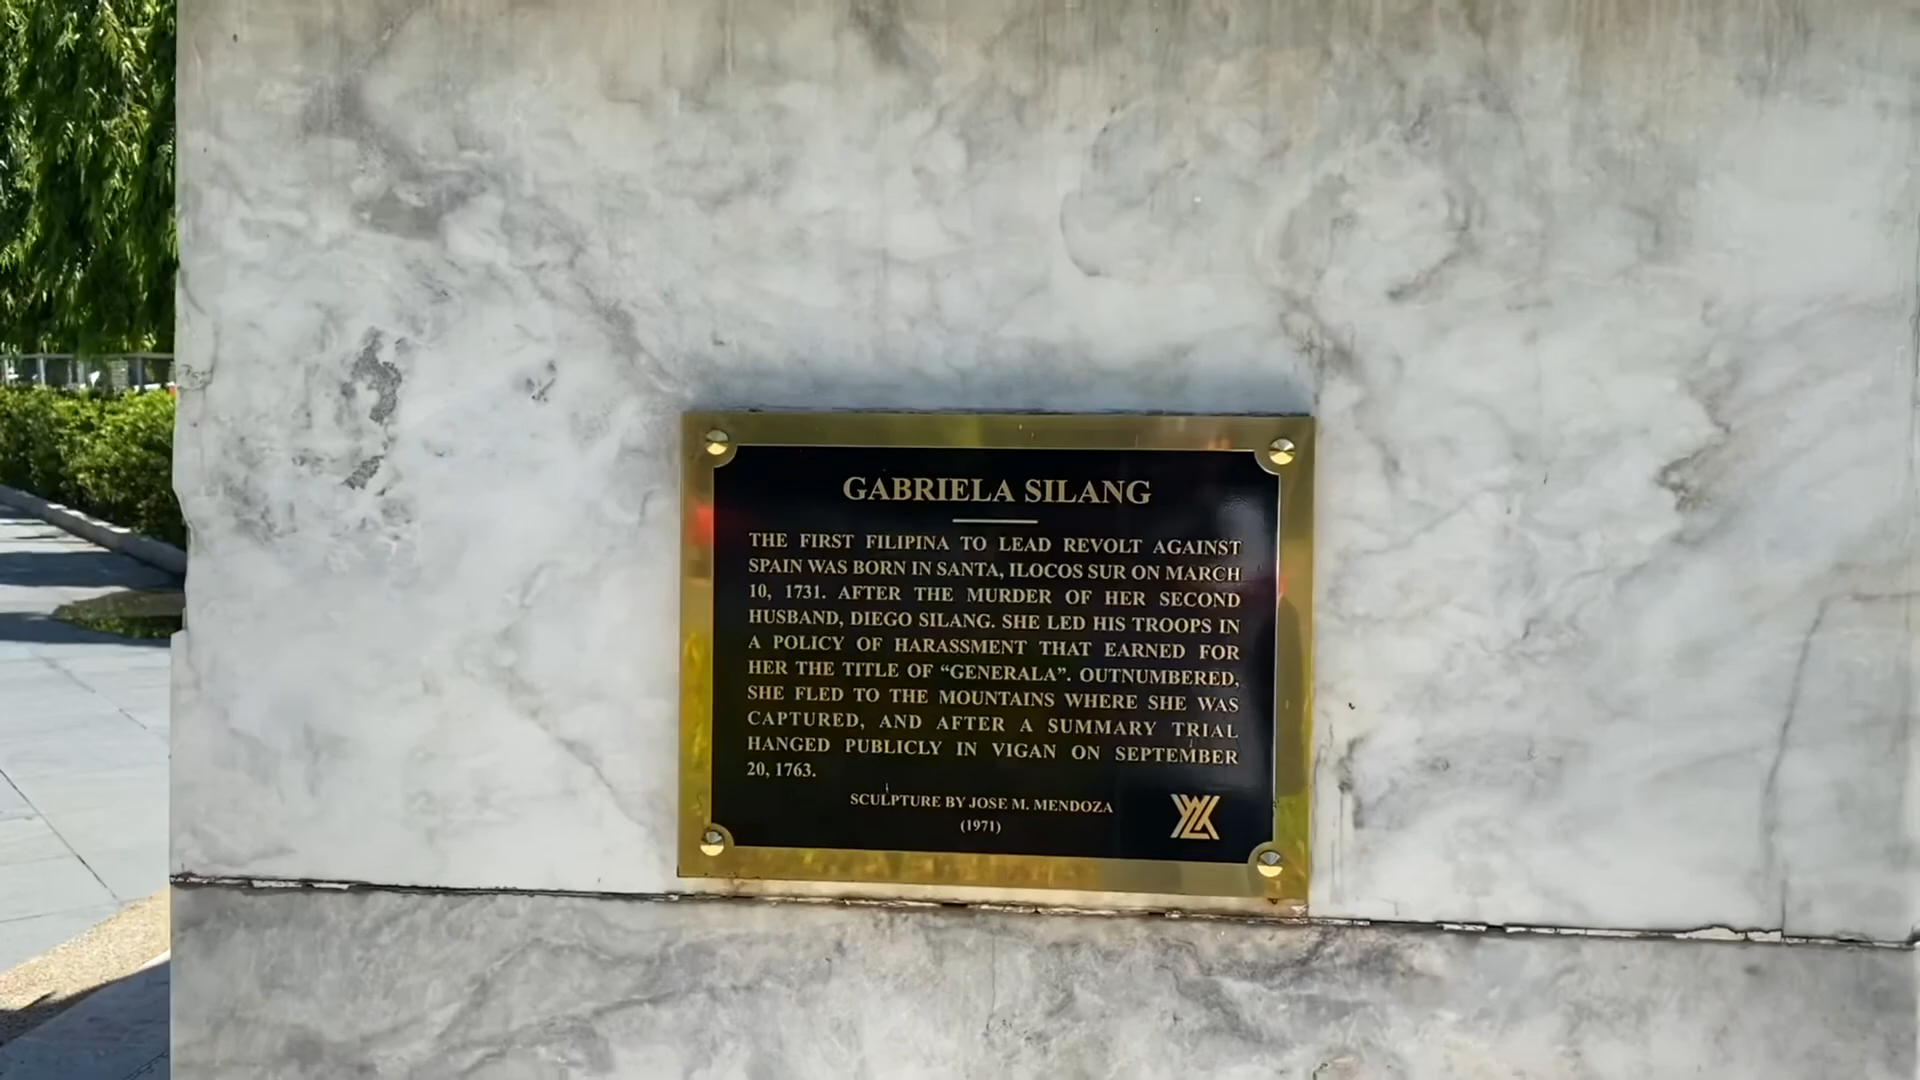 GABRIELA SILANG
THE FIRST FILIPINA TO LEAD REVOLT AGAINST
SPAIN WAS BORN IN SANTA, ILOCOS SUR ON MARCH
10, 1731. AFTER THE MURDER OF HER SECOND
HUSBAND, DIEGO SILANG. SHE LED HIS TROOPS IN
A POLICY OF HARASSMENT THAT EARNED FOR
HER THE TITLE OF “GENERALA”. OUTNUMBERED,
SHE FLED TO THE MOUNTAINS WHERE SHE WAS
CAPTURED, AND AFTER A SUMMARY TRIAL
HANGED PUBLICLY IN VIGAN ON SEPTEMBER
20, 1763.
SCULPTURE BY JOSE M. MENDOZA
(1971)